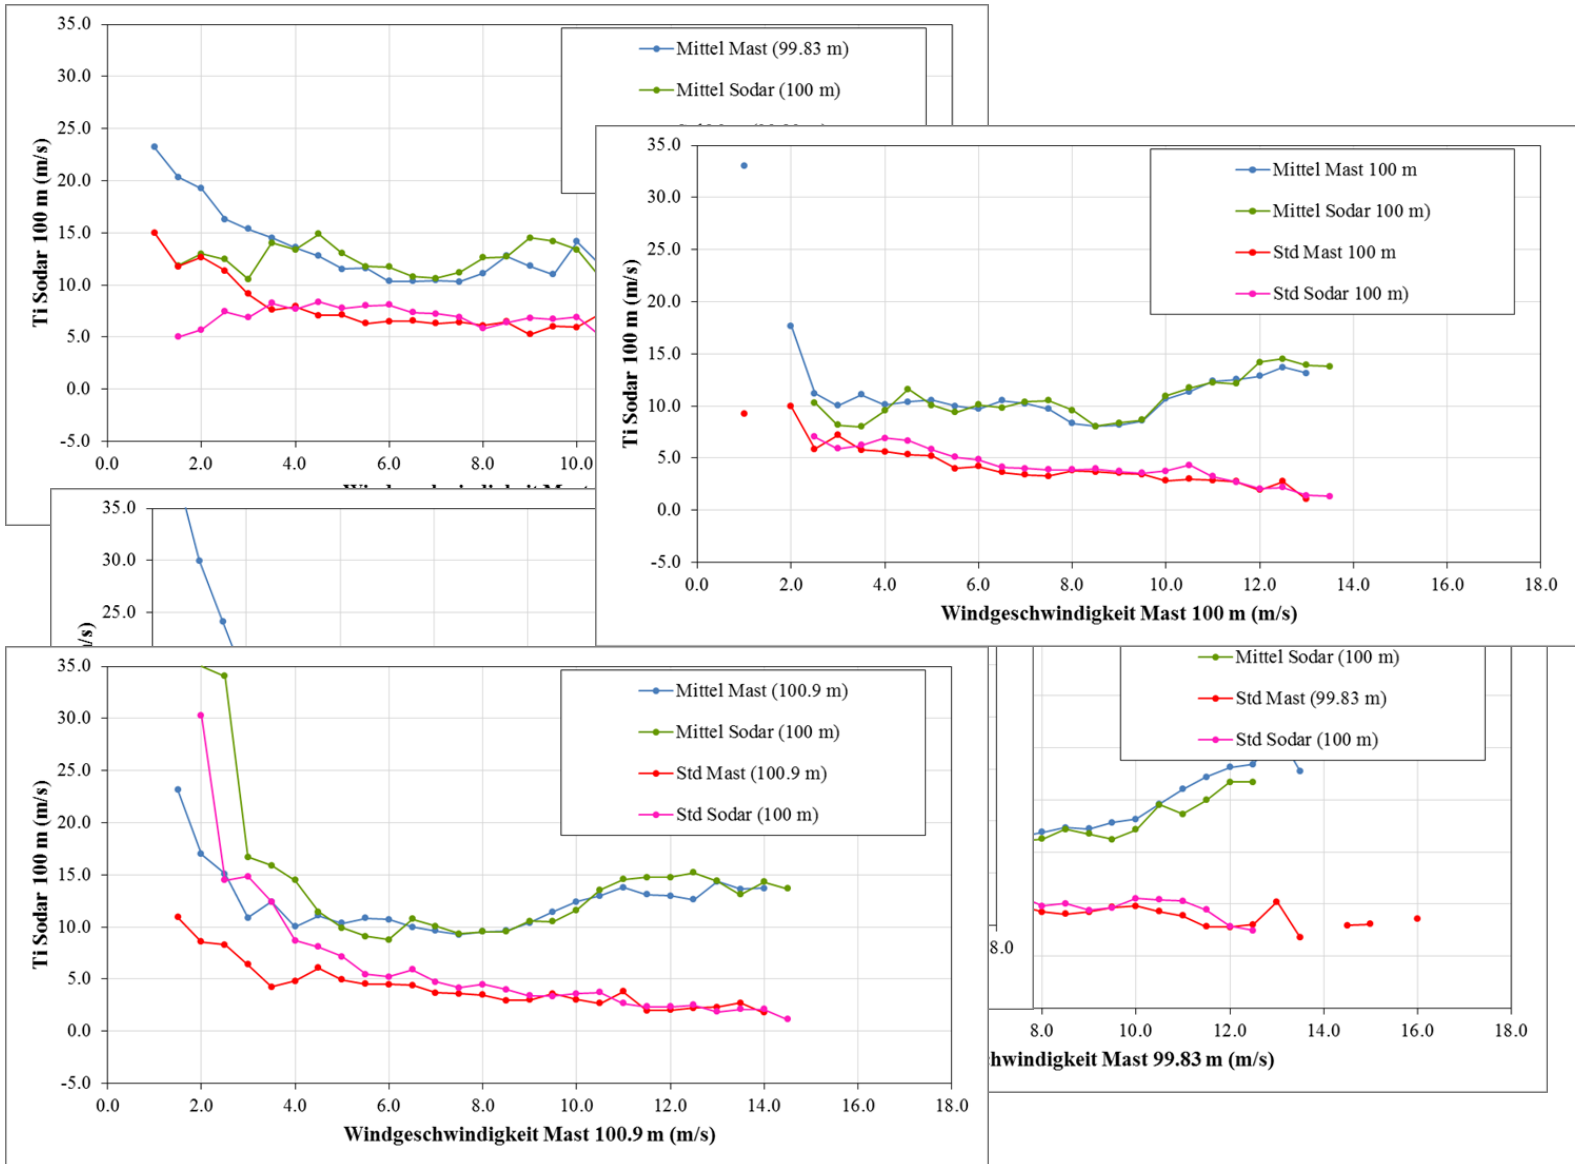 35.0
30.0
25.0
20.0
15.0
10.0
5.0
0.0
-5.0
0.0 2.0 4.0 6.0 8.0 10.0
Ti Sodar 100 m (m/s)
Windgeschwindigkeit Mast
Mittel Mast (99.83 m)
Mittel Sodar (100 m)
35.0
30.0
25.0
20.0
15.0
10.0
5.0
0.0
-5.0
0.0 2.0 4.0 6.0 8.0 10.0 12.0 14.0 16.0 18.0
Ti Sodar 100 m (m/s)
Windgeschwindigkeit Mast 100 m (m/s)
Mittel Mast 100 m
Mittel Sodar 100 m)
Std Mast 100 m
Std Sodar 100 m)
35.0
30.0
25.0
35.0
30.0
25.0
20.0
15.0
10.0
5.0
0.0
-5.0
0.0 2.0 4.0 6.0 8.0 10.0 12.0 14.0 16.0 18.0
Ti Sodar 100 m (m/s)
Windgeschwindigkeit Mast 100.9 m (m/s)
Mittel Mast (100.9 m)
Mittel Sodar (100 m)
Std Mast (100.9 m)
Std Sodar (100 m)
Mittel Sodar (100 m)
Std Mast (99.83 m)
Std Sodar (100 m)
8.0
8.0 10.0 12.0 14.0 16.0 18.0
chwindigkeit Mast 99.83 m (m/s)